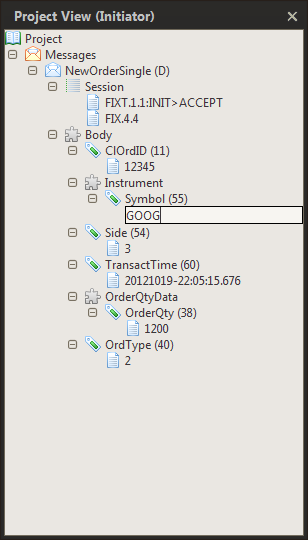 Project View (Initiator)
Project
Messages
NewOrderSingle (D)
Session
FIXT.1.1:INIT>ACCEPT
FIX.4.4
Body
ClOrdID (11)
12345
Instrument
Symbol (55)
GOOG
Side (54)
3
TransactTime (60)
20121019-22:05:15.676
OrderQtyData
OrderQty (38)
1200
OrdType (40)
2